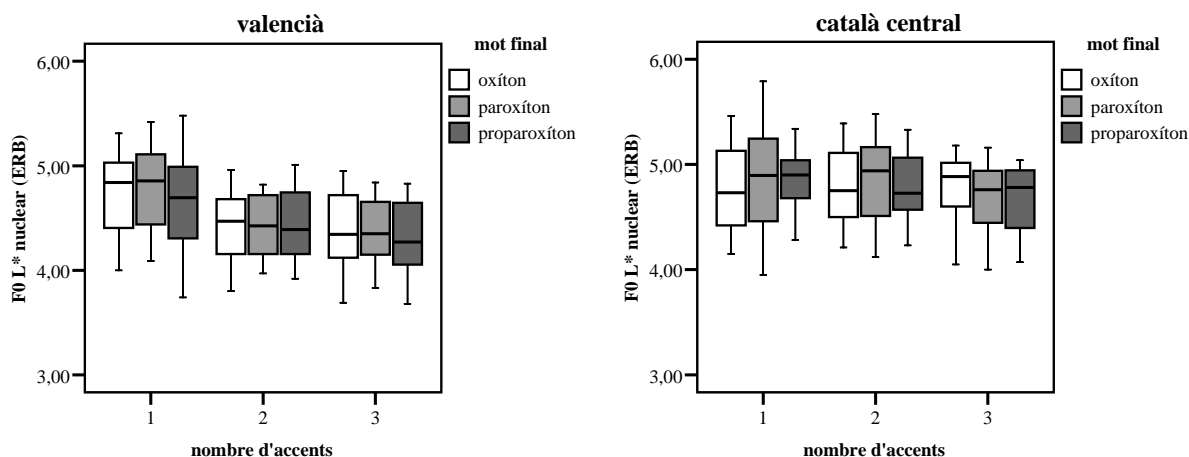 valencià
mot final
oxíton
paroxíton
proparoxíton
6,00
5,00
4,00
3,00
F0 L* nuclear (ERB)
1 2 3
nombre d'accents
català central
mot final
oxíton
paroxíton
proparoxíton
6,00
5,00
4,00
3,00
F0 L* nuclear (ERB)
1 2 3
nombre d'accents